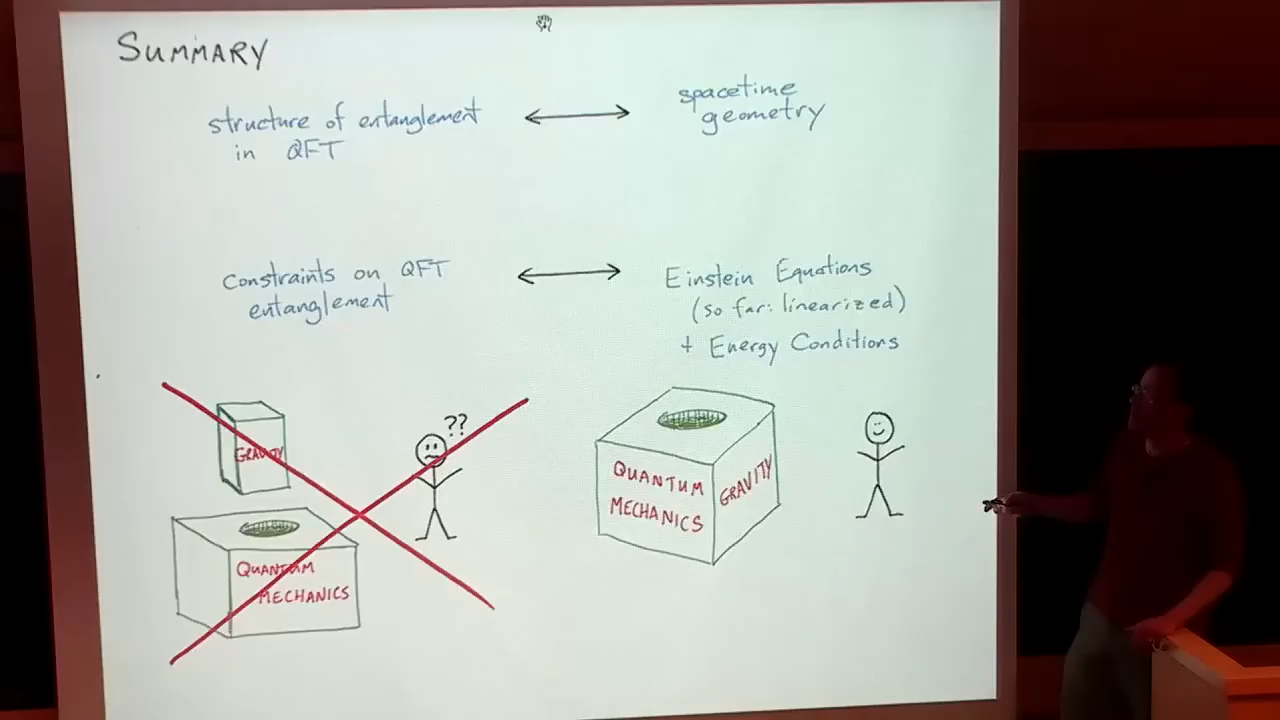 SUMMARY
structure of entanglement
in QFT
spacetime
geometry
constraints on QFT
entanglement
Einstein Equations
(so far: linearized)
+ Energy Conditions
??
GRAVITY
QUANTUM
MECHANICS
QUANTUM
MECHANICS
GRAVITY